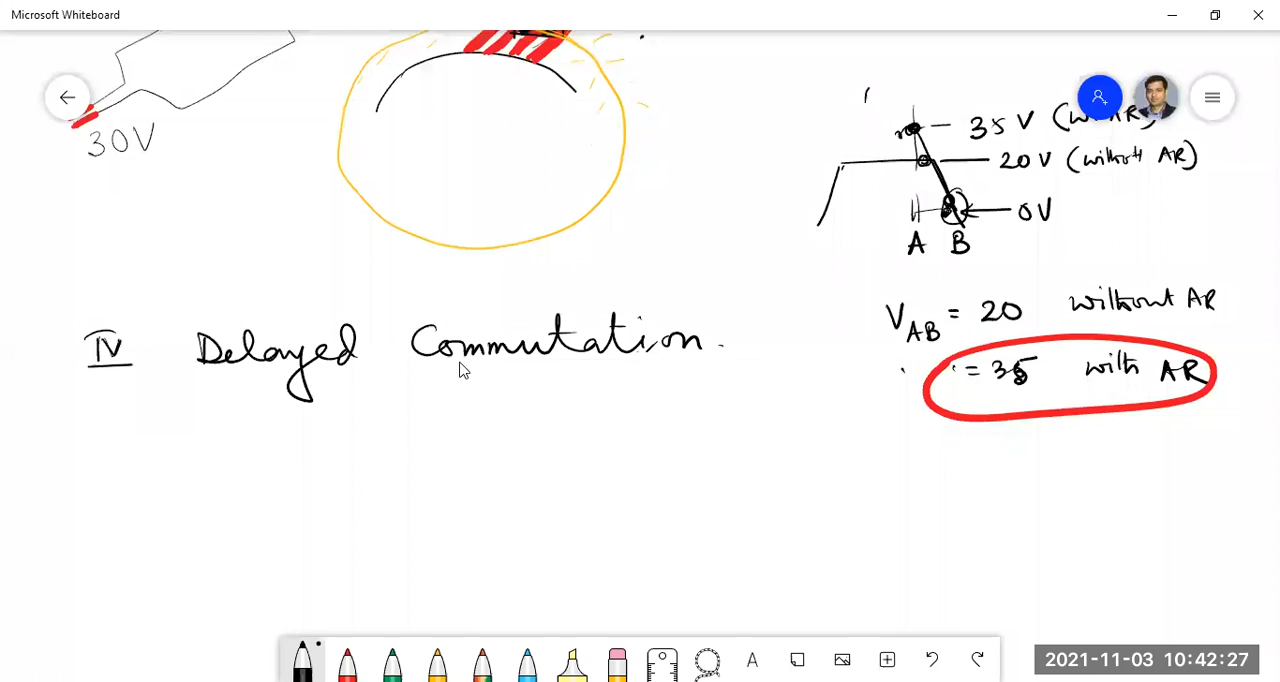 Microsoft Whiteboard
30V
35 V
20 V (without AR)
0V
A B
V_AB = 20 without AR
= 35 with AR
IV Delayed Commutation.
A
2021-11-03 10:42:27